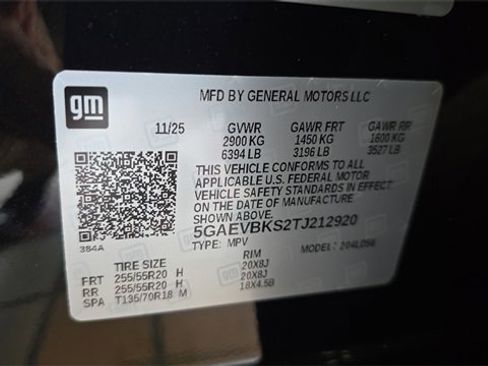 gm
MFD BY GENERAL MOTORS LLC
11/25 GVWR GAWR FRT GAWR RR
2900 KG 1450 KG 1600 KG
6394 LB 3196 LB 3527 LB
THIS VEHICLE CONFORMS TO ALL
APPLICABLE U.S. FEDERAL MOTOR
VEHICLE SAFETY STANDARDS IN EFFECT
ON THE DATE OF MANUFACTURE
SHOWN ABOVE.
5GAEVBKS2TJ212920
384A TYPE: MPV MODEL:
TIRE SIZE RIM
FRT 255/55R20 H 20X8J
RR 255/55R20 H 20X8J
SPA T135/70R18 M 18X4.5B